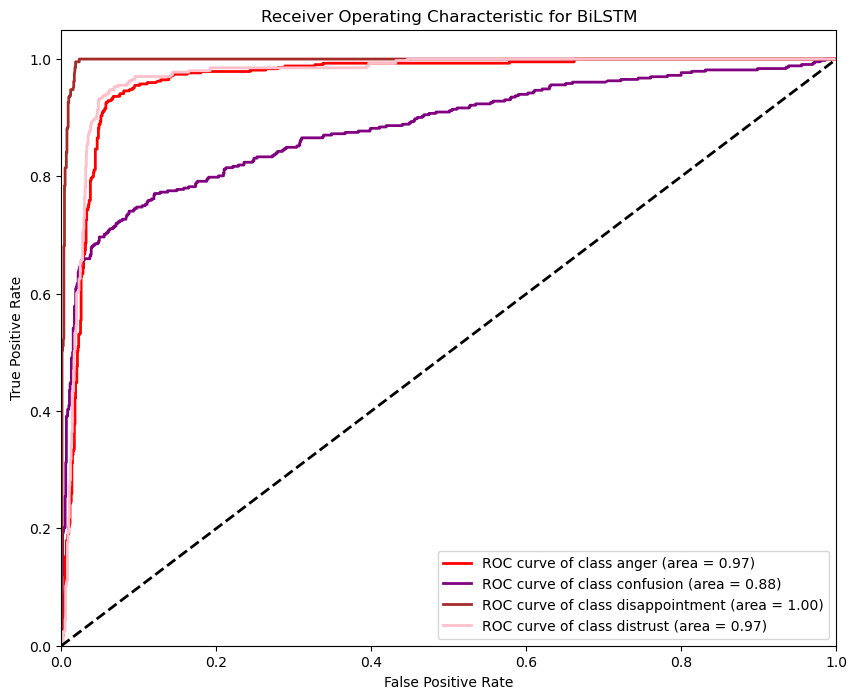 Receiver Operating Characteristic for BiLSTM
True Positive Rate
1.0
0.8
0.6
0.4
0.2
0.0
ROC curve of class anger (area = 0.97)
ROC curve of class confusion (area = 0.88)
ROC curve of class disappointment (area = 1.00)
ROC curve of class distrust (area = 0.97)
0.0 0.2 0.4 0.6 0.8 1.0
False Positive Rate